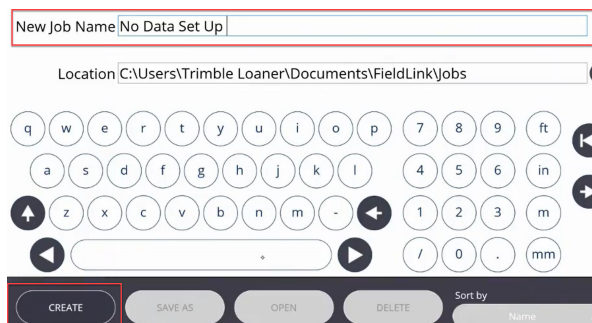 New Job Name No Data Set Up
Location C:\Users\Trimble Loaner\Documents\FieldLink\Jobs
q w e r t y u i o p 7 8 9 ft
a s d f g h j k l 4 5 6 in
z x c v b n m - 1 2 3 m
/ 0 . mm
Sort by
CREATE SAVE AS OPEN DELETE Name